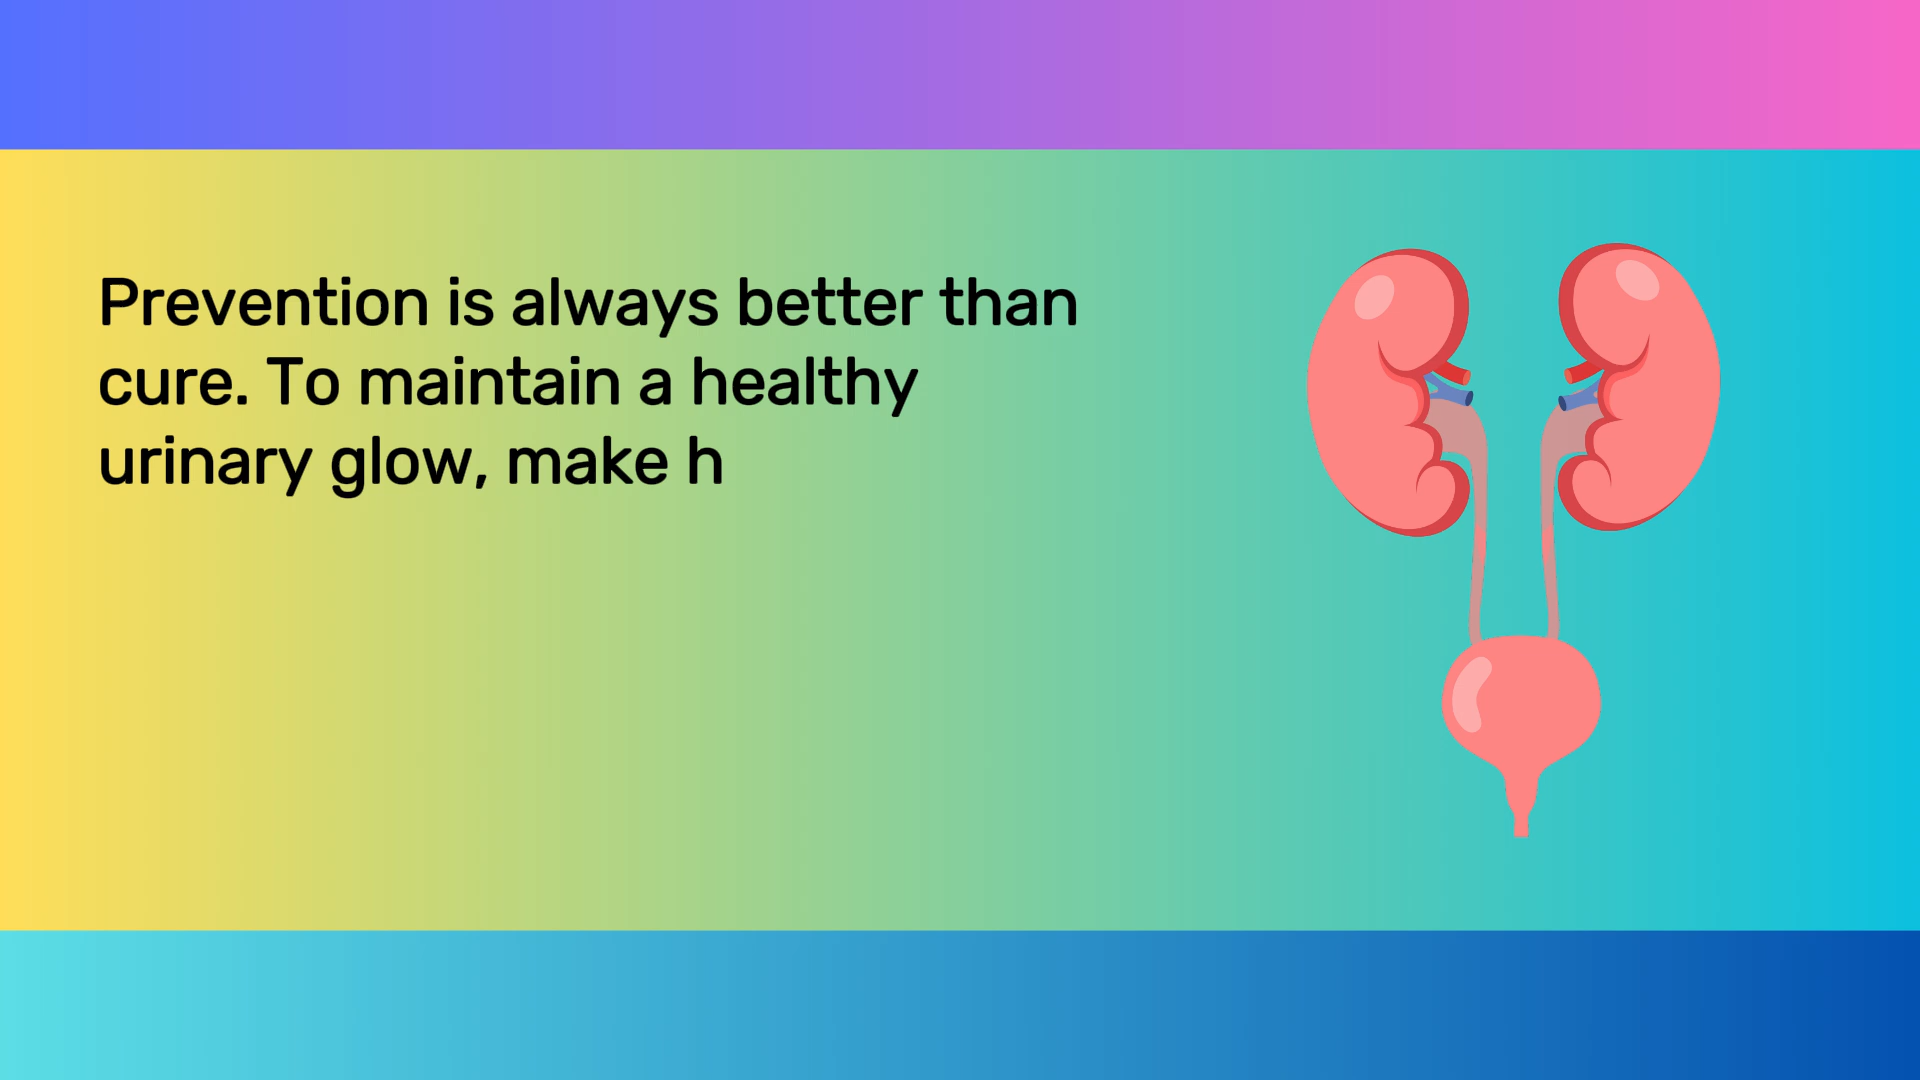 Prevention is always better than
cure. To maintain a healthy
urinary glow, make h